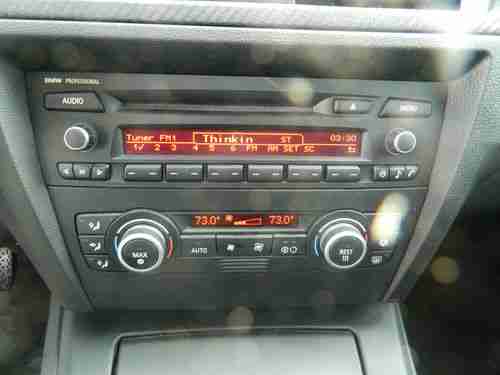 BMW PROFESSIONAL
AUDIO
MENU
Tuner FM1 Thinkin ST 03:30
1/ 2 3 4 5 6 FM AM SET SC
73.0 73.0
MAX AUTO REST